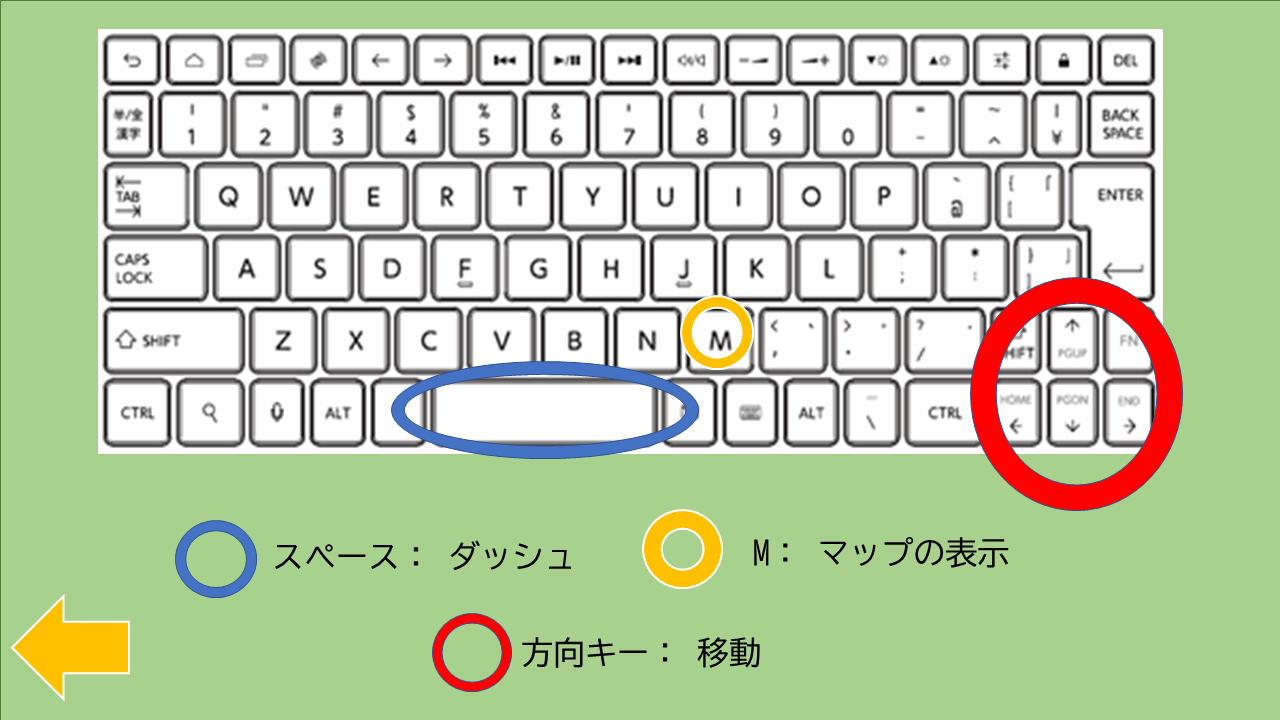 DEL
半/全 ! " # $ % & ' ( ) = ~ | BACK
漢字 1 2 3 4 5 6 7 8 9 0 - ^ ¥ SPACE
TAB Q W E R T Y U I O P ` @ { [ 「 ENTER
CAPS LOCK A S D F G H J K L + ; * : } ] 」
SHIFT Z X C V B N M < 、 , > ・ . ? ・ / SHIFT PGUP FN
CTRL ALT \ ALT CTRL HOME PGDN END
スペース： ダッシュ
M： マップの表示
方向キー： 移動